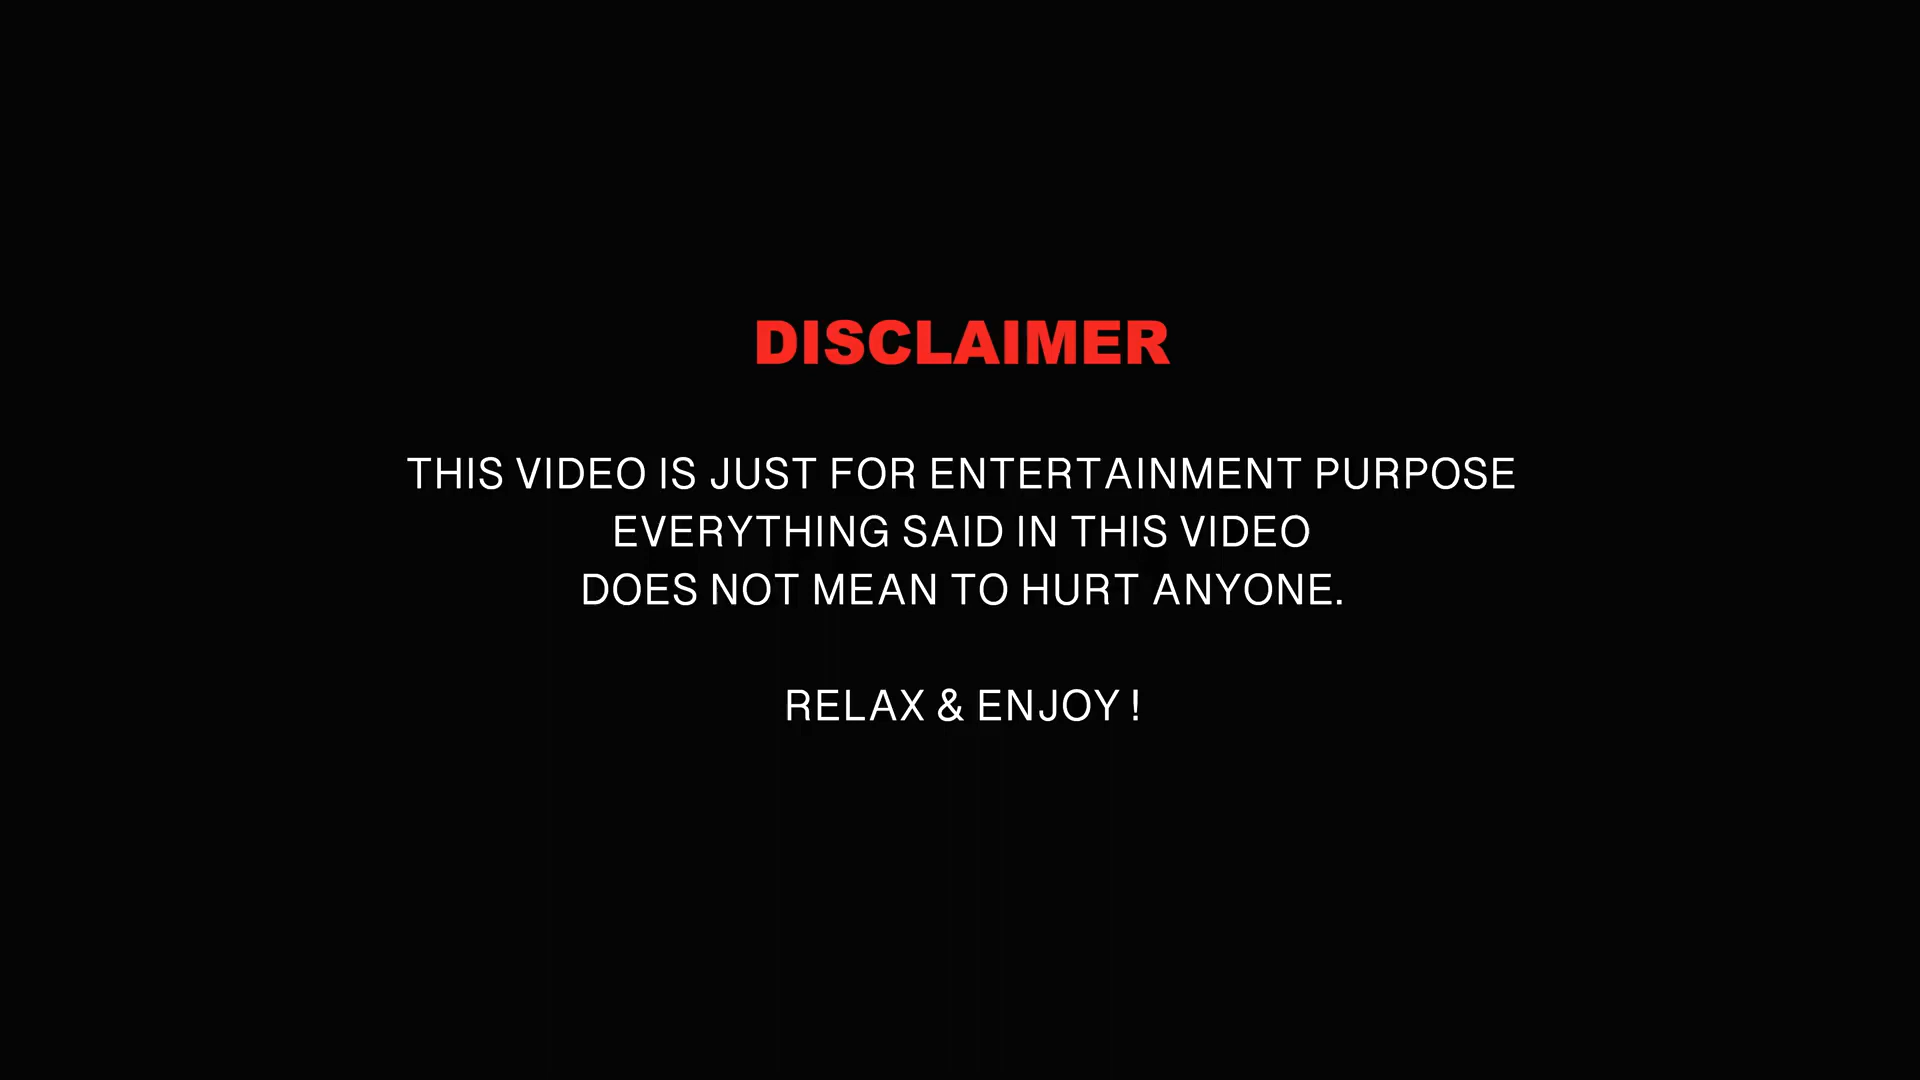 DISCLAIMER
THIS VIDEO IS JUST FOR ENTERTAINMENT PURPOSE
EVERYTHING SAID IN THIS VIDEO
DOES NOT MEAN TO HURT ANYONE.
RELAX & ENJOY !